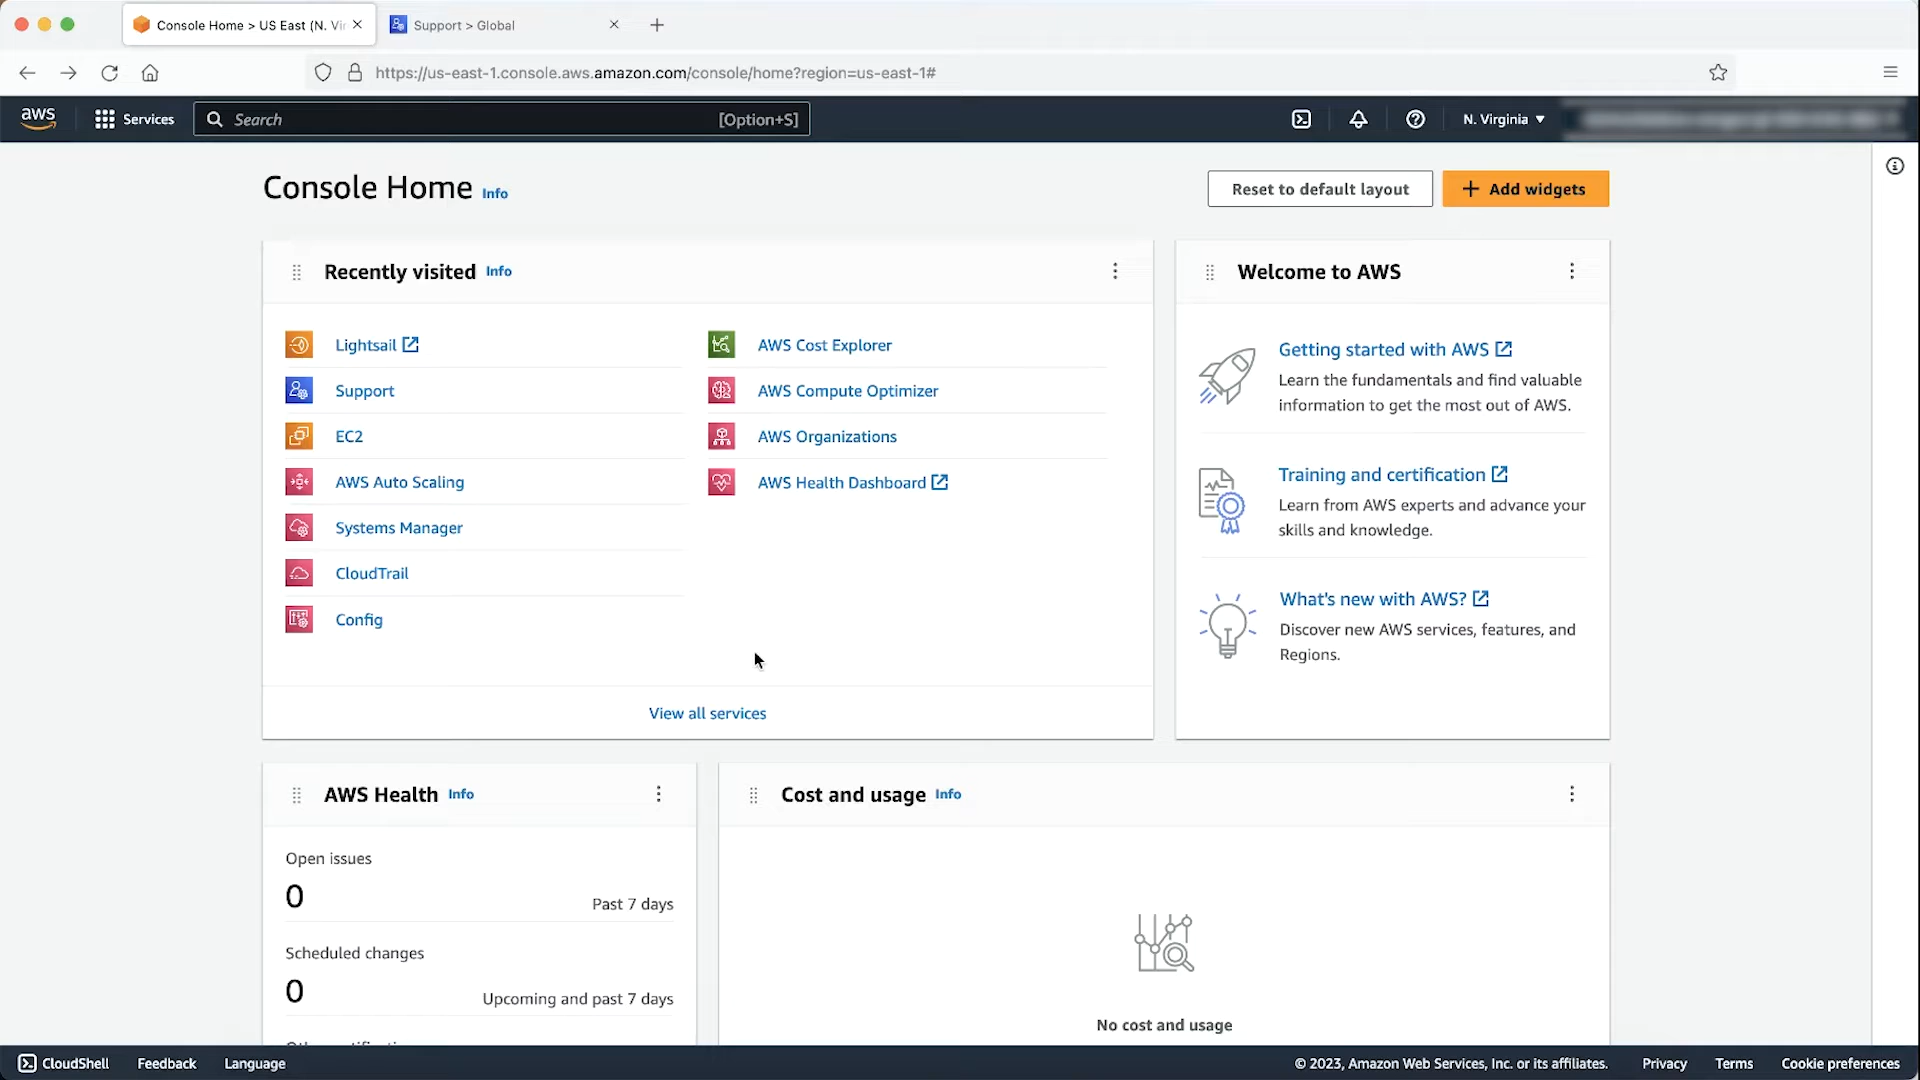 Console Home > US East (N. Vir
Support > Global
https://us-east-1.console.aws.amazon.com/console/home?region=us-east-1#
aws
Services
Search
[Option+S]
N. Virginia
Console Home Info
Reset to default layout
Add widgets
Recently visited Info
Lightsail
Support
EC2
AWS Auto Scaling
Systems Manager
CloudTrail
Config
AWS Cost Explorer
AWS Compute Optimizer
AWS Organizations
AWS Health Dashboard
View all services
Welcome to AWS
Getting started with AWS
Learn the fundamentals and find valuable
information to get the most out of AWS.
Training and certification
Learn from AWS experts and advance your
skills and knowledge.
What's new with AWS?
Discover new AWS services, features, and
Regions.
AWS Health Info
Open issues
0
Past 7 days
Scheduled changes
0
Upcoming and past 7 days
Cost and usage Info
No cost and usage
CloudShell
Feedback
Language
© 2023, Amazon Web Services, Inc. or its affiliates.
Privacy
Terms
Cookie preferences